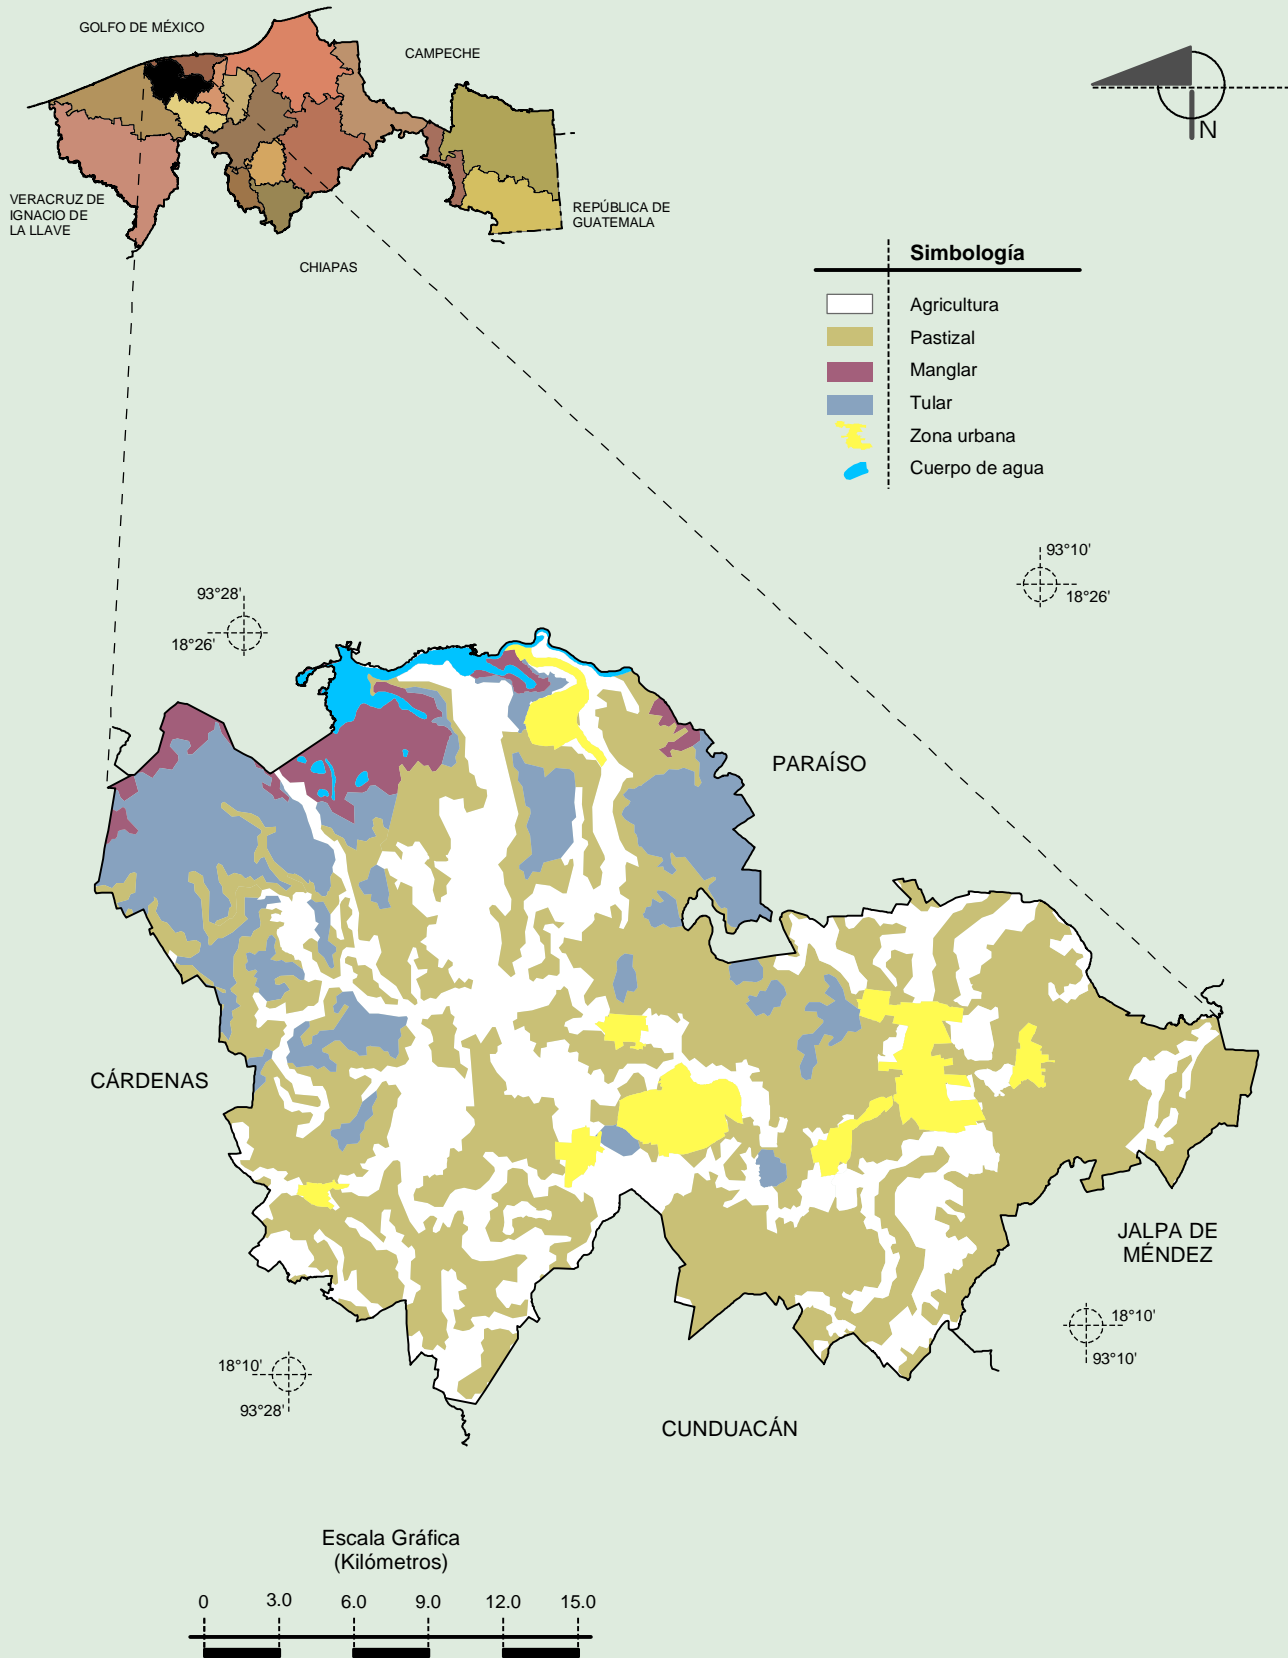 GOLFO DE MÉXICO
CAMPECHE
N
VERACRUZ DE
IGNACIO DE
LA LLAVE
REPÚBLICA DE
GUATEMALA
CHIAPAS
Simbología
Agricultura
Pastizal
Manglar
Tular
Zona urbana
Cuerpo de agua
93°10'
18°26'
93°28'
18°26'
PARAÍSO
CÁRDENAS
JALPA DE
MÉNDEZ
18°10'
93°10'
18°10'
93°28'
CUNDUACÁN
Escala Gráfica
(Kilómetros)
0 3.0 6.0 9.0 12.0 15.0